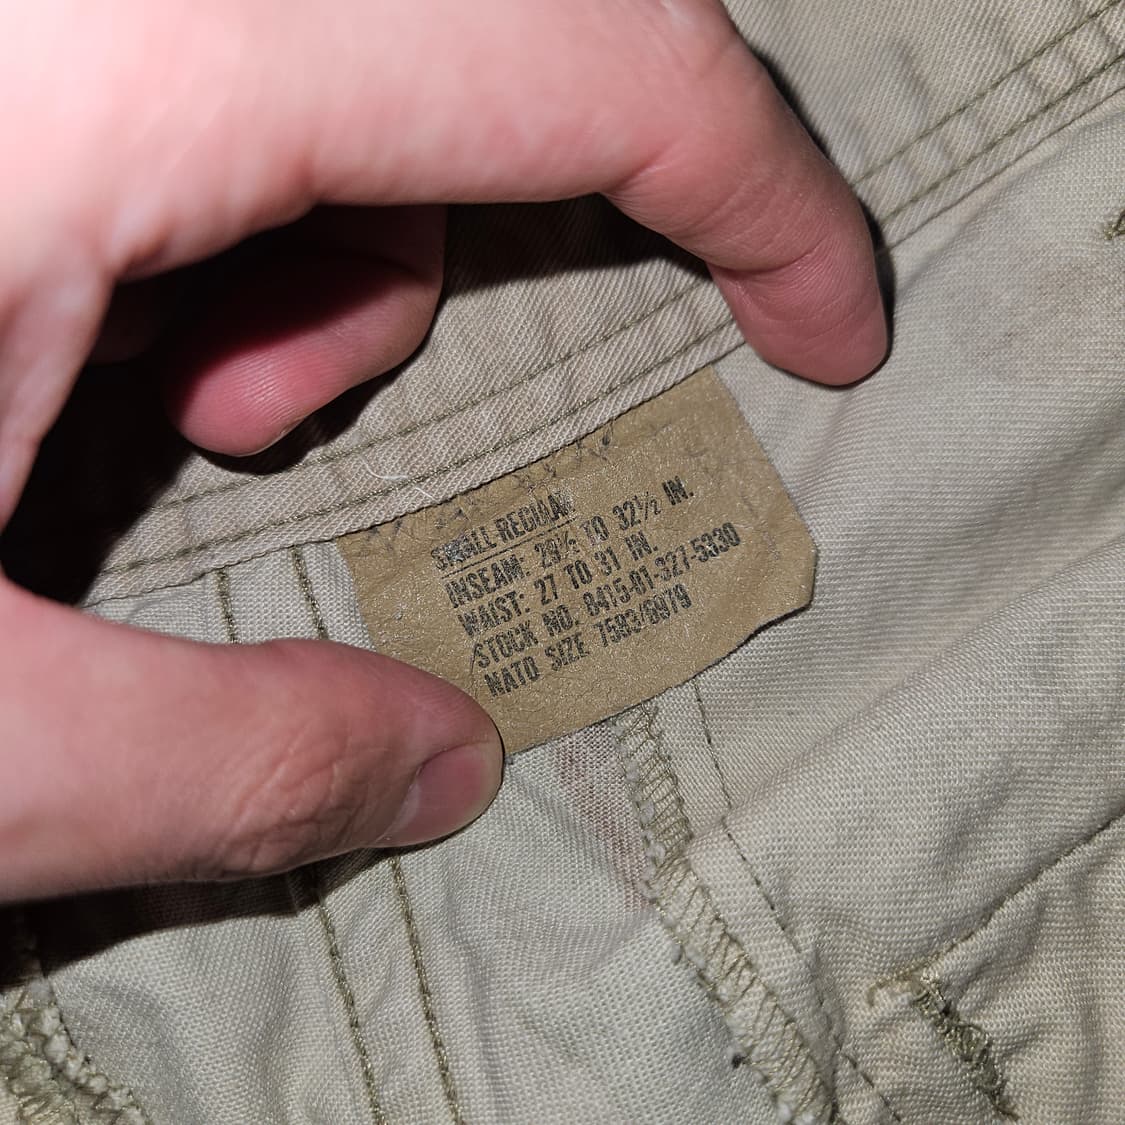 SMALL-REGULAR
INSEAM: 29½ TO 32½ IN.
WAIST: 27 TO 31 IN.
STOCK NO. 8415-01-327-5330
NATO SIZE 7583/6979